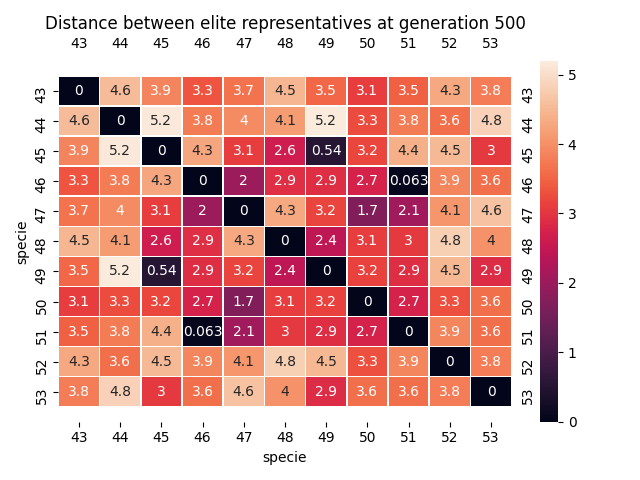 Distance between elite representatives at generation 500
43 44 45 46 47 48 49 50 51 52 53
43 0 4.6 3.9 3.3 3.7 4.5 3.5 3.1 3.5 4.3 3.8 43
44 4.6 0 5.2 3.8 4 4.1 5.2 3.3 3.8 3.6 4.8 44
45 3.9 5.2 0 4.3 3.1 2.6 0.54 3.2 4.4 4.5 3 45
46 3.3 3.8 4.3 0 2 2.9 2.9 2.7 0.063 3.9 3.6 46
47 3.7 4 3.1 2 0 4.3 3.2 1.7 2.1 4.1 4.6 47
48 4.5 4.1 2.6 2.9 4.3 0 2.4 3.1 3 4.8 4 48
49 3.5 5.2 0.54 2.9 3.2 2.4 0 3.2 2.9 4.5 2.9 49
50 3.1 3.3 3.2 2.7 1.7 3.1 3.2 0 2.7 3.3 3.6 50
51 3.5 3.8 4.4 0.063 2.1 3 2.9 2.7 0 3.9 3.6 51
52 4.3 3.6 4.5 3.9 4.1 4.8 4.5 3.3 3.9 0 3.8 52
53 3.8 4.8 3 3.6 4.6 4 2.9 3.6 3.6 3.8 0 53
43 44 45 46 47 48 49 50 51 52 53
specie
specie
5
4
3
2
1
0